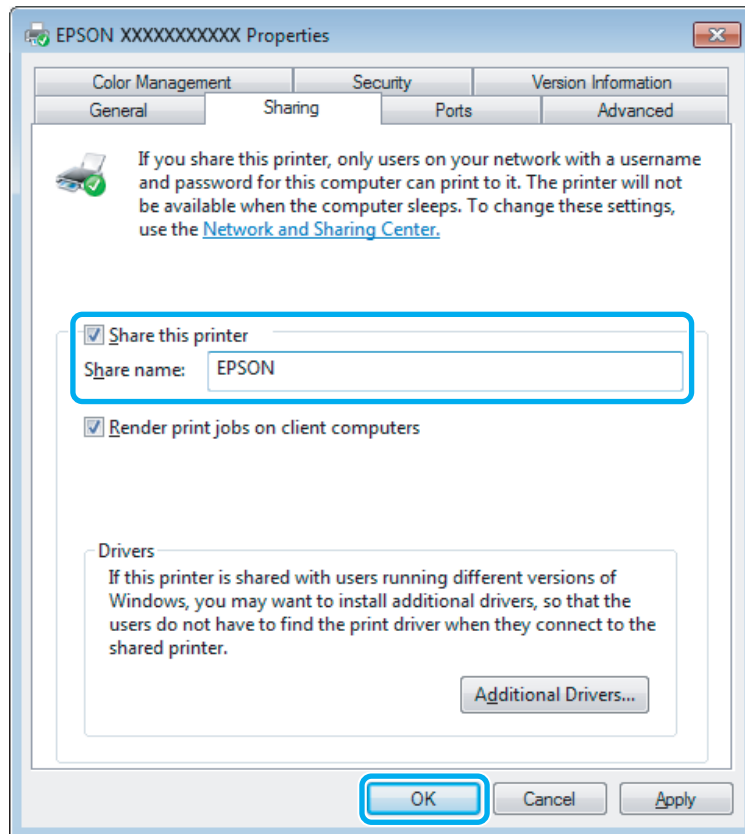 EPSON XXXXXXXXXXX Properties
Color Management Security Version Information
General Sharing Ports Advanced
If you share this printer, only users on your network with a username
and password for this computer can print to it. The printer will not
be available when the computer sleeps. To change these settings,
use the Network and Sharing Center.
Share this printer
Share name: EPSON
Render print jobs on client computers
Drivers
If this printer is shared with users running different versions of
Windows, you may want to install additional drivers, so that the
users do not have to find the print driver when they connect to the
shared printer.
Additional Drivers...
OK Cancel Apply